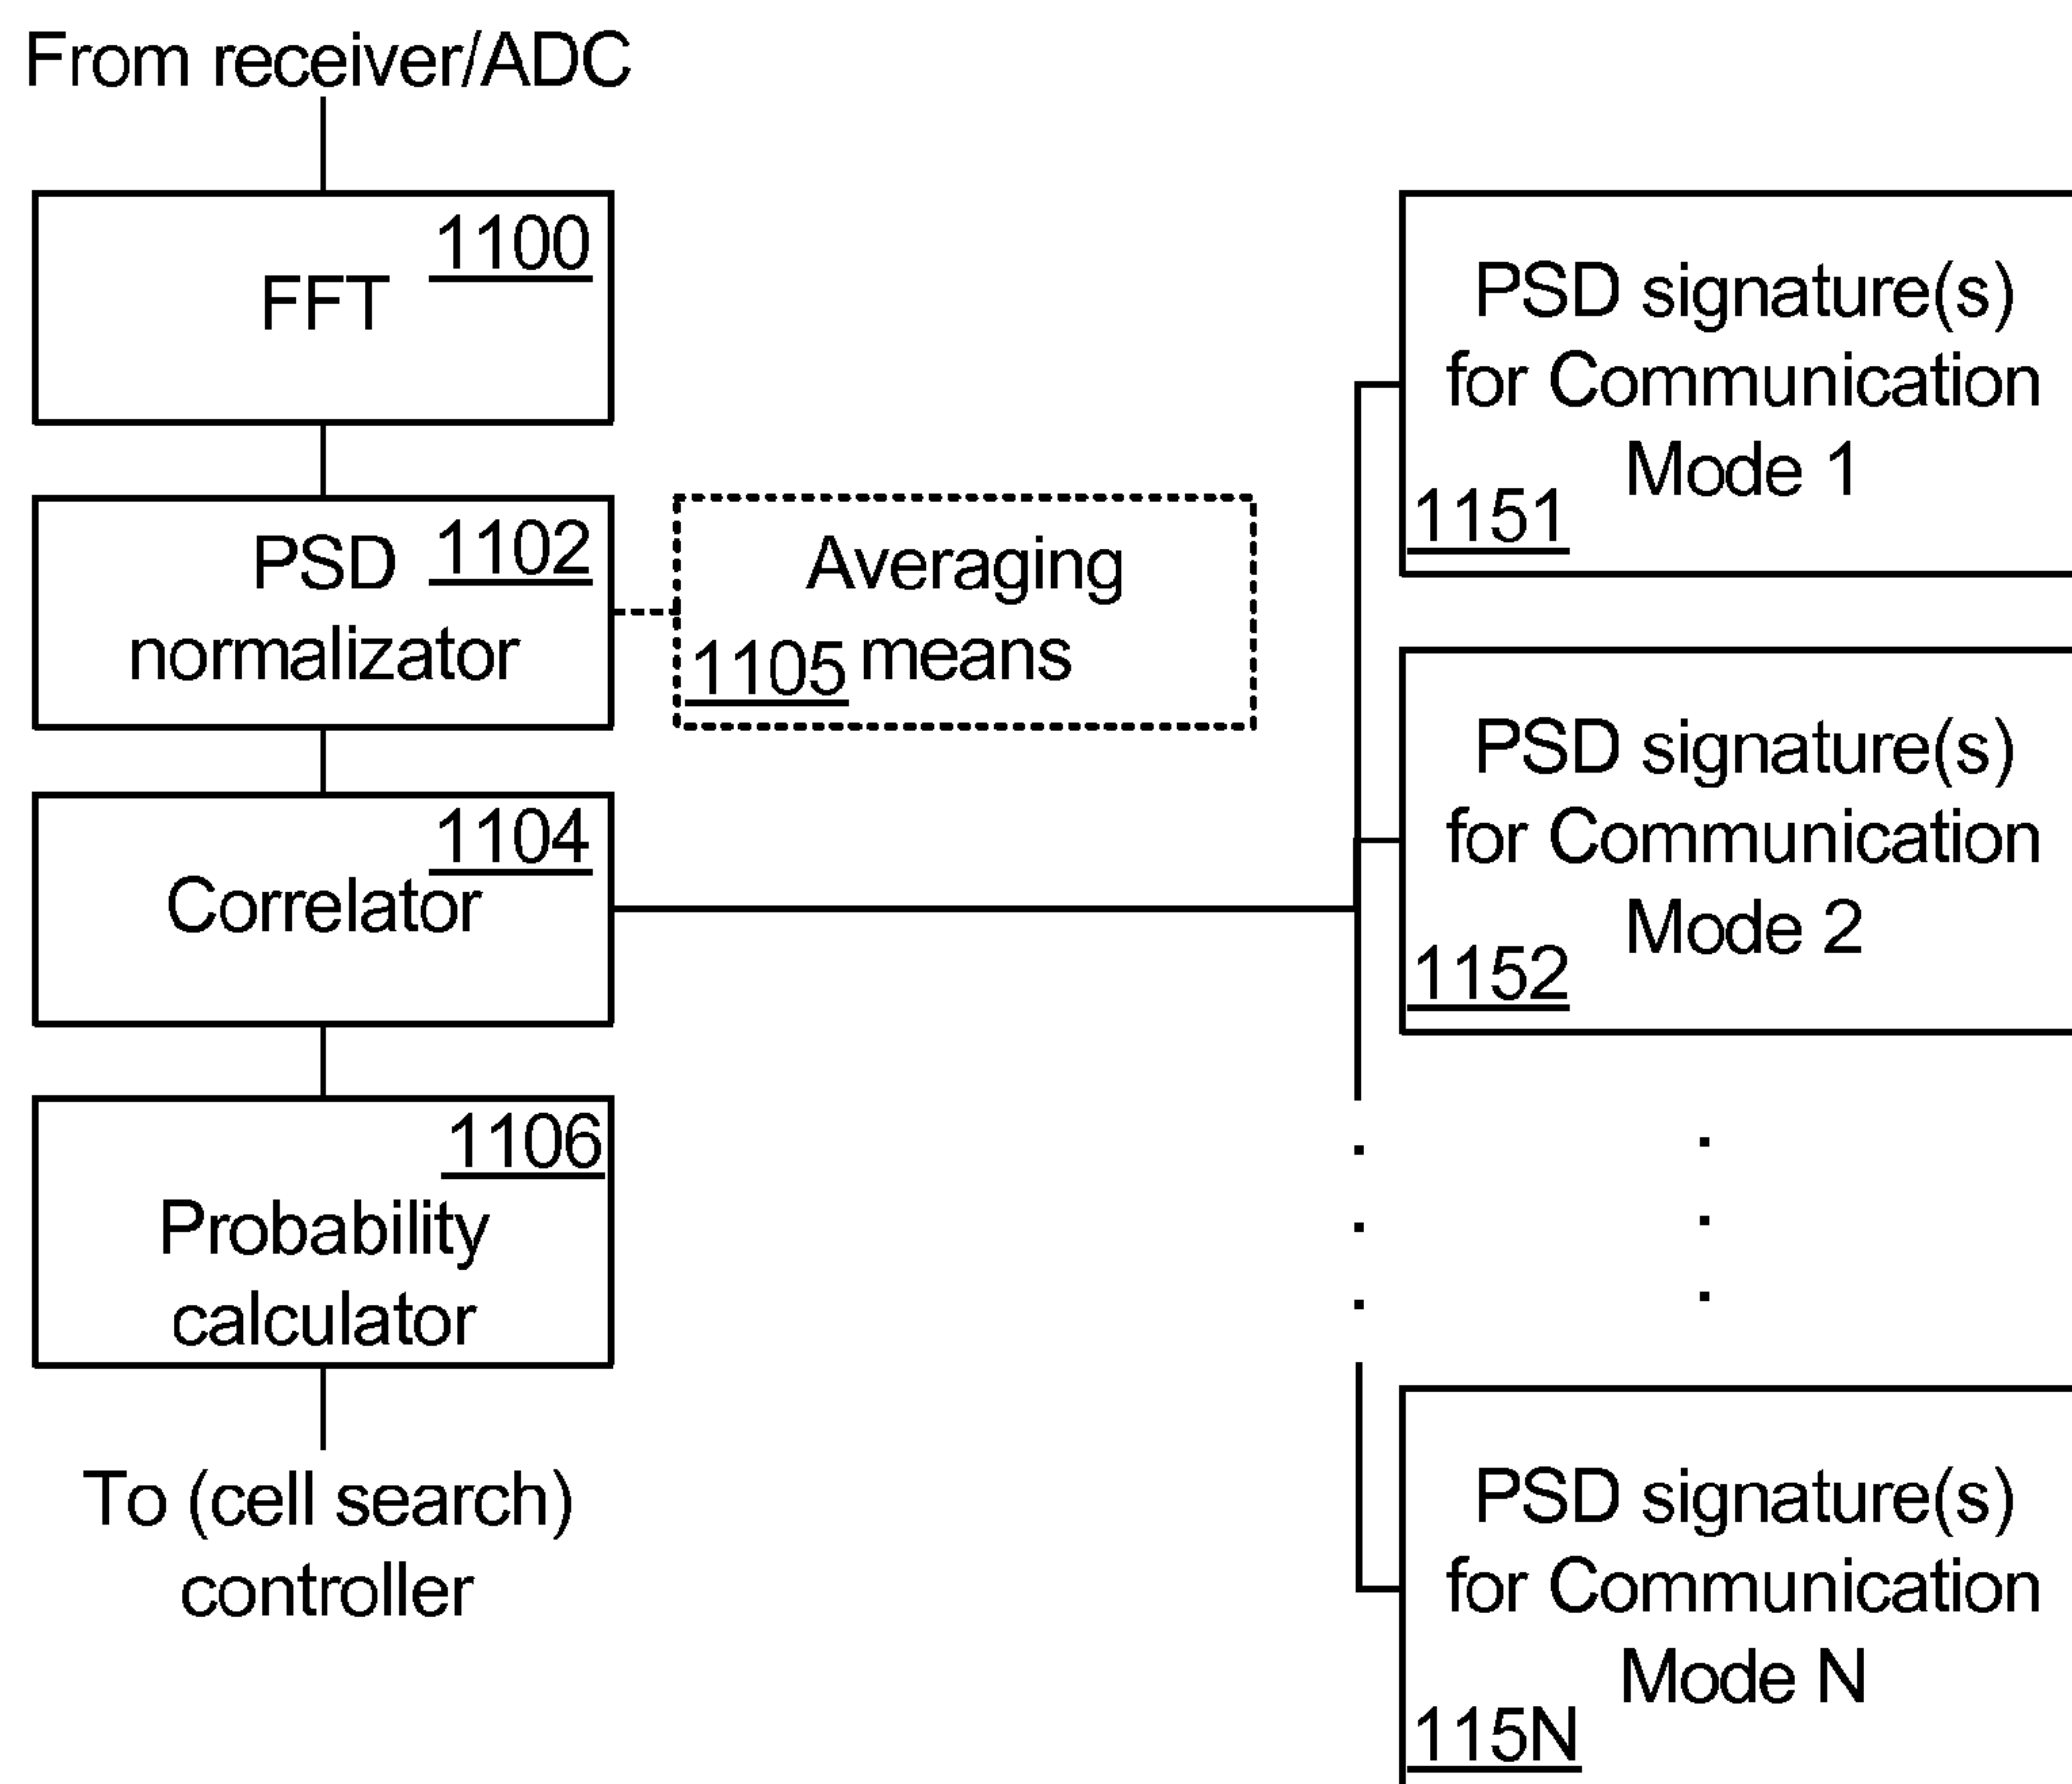 From receiver/ADC
1100
FFT
PSD 1102
normalizator
Averaging
1105 means
1104
Correlator
1106
Probability
calculator
To (cell search)
controller
PSD signature(s)
for Communication
Mode 1
1151
PSD signature(s)
for Communication
Mode 2
1152
PSD signature(s)
for Communication
Mode N
115N